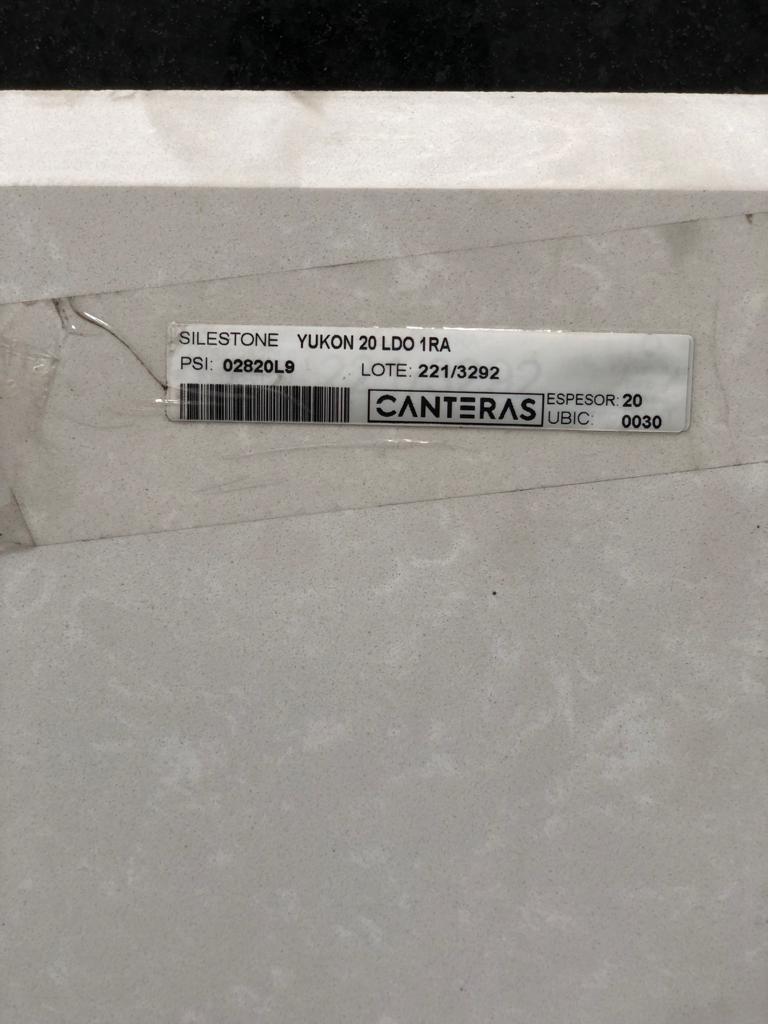 SILESTONE YUKON 20 LDO 1RA
PSI: 02820L9 LOTE: 221/3292
CANTERAS ESPESOR: 20
UBIC: 0030